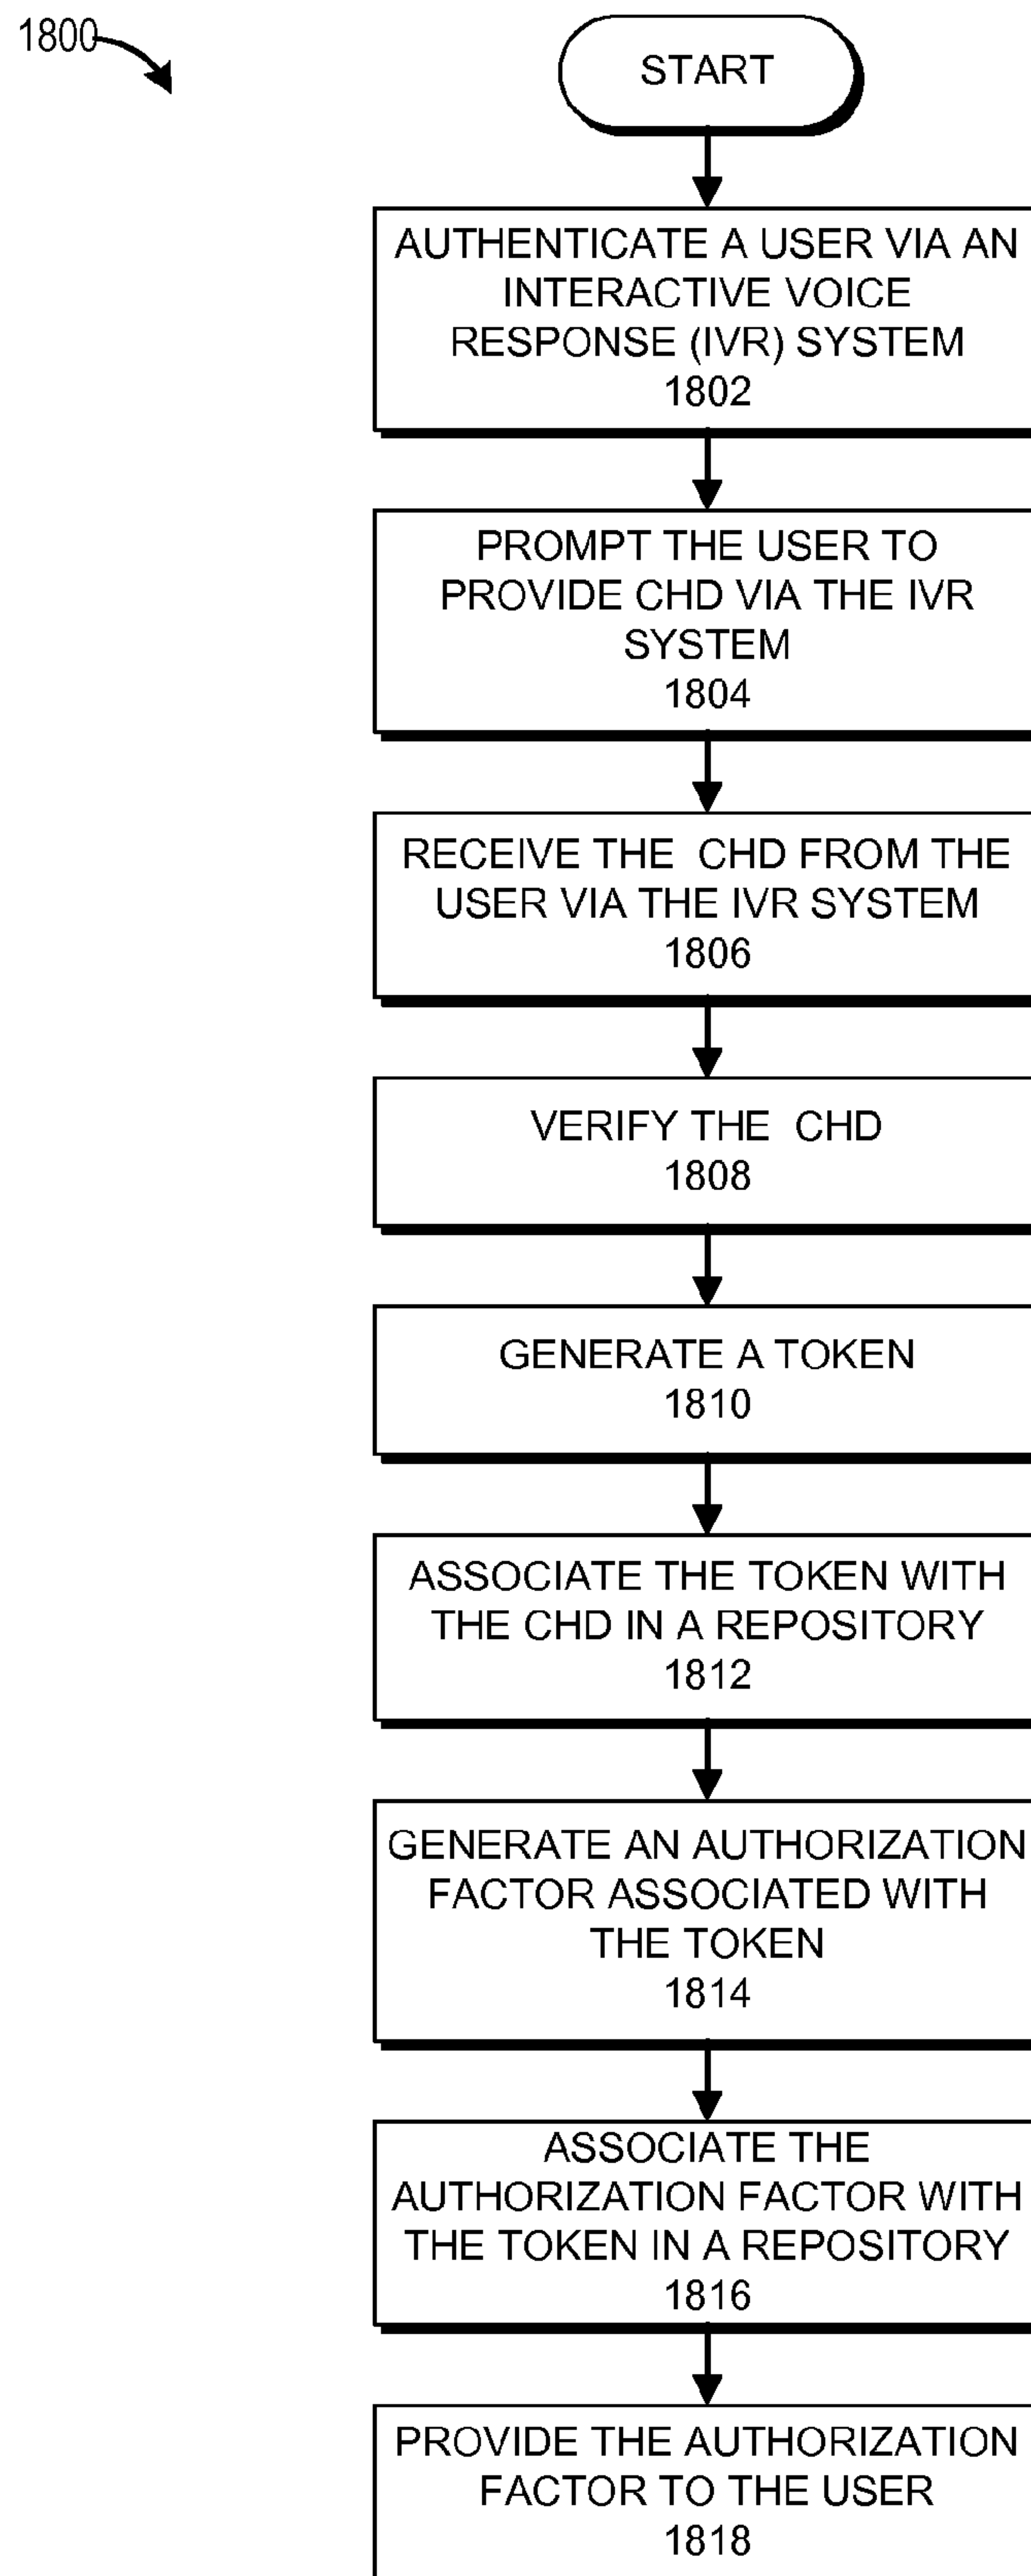 1800
START
AUTHENTICATE A USER VIA AN
INTERACTIVE VOICE
RESPONSE (IVR) SYSTEM
1802
PROMPT THE USER TO
PROVIDE CHD VIA THE IVR
SYSTEM
1804
RECEIVE THE CHD FROM THE
USER VIA THE IVR SYSTEM
1806
VERIFY THE CHD
1808
GENERATE A TOKEN
1810
ASSOCIATE THE TOKEN WITH
THE CHD IN A REPOSITORY
1812
GENERATE AN AUTHORIZATION
FACTOR ASSOCIATED WITH
THE TOKEN
1814
ASSOCIATE THE
AUTHORIZATION FACTOR WITH
THE TOKEN IN A REPOSITORY
1816
PROVIDE THE AUTHORIZATION
FACTOR TO THE USER
1818